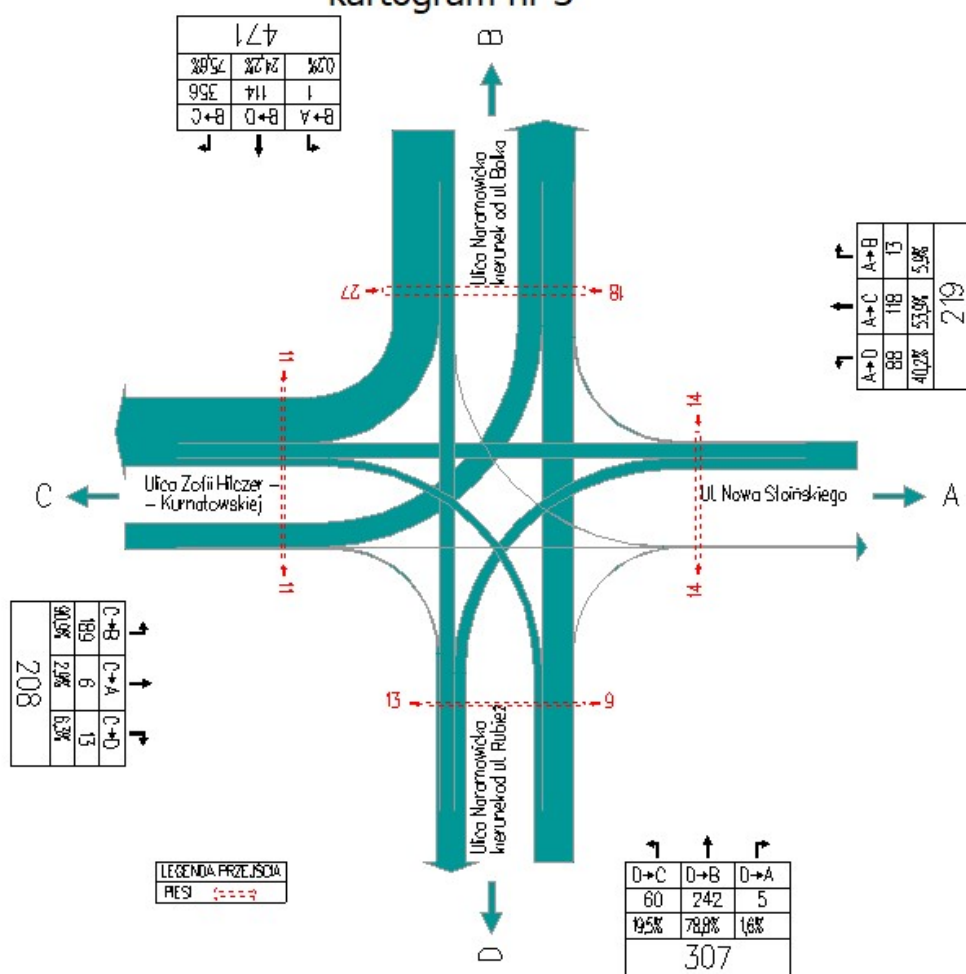 kartogram nr
B→A B→D B→C
1 114 356
0,2% 24,2% 75,6%
471
B
Ulica Naramowicka
kierunek od ul. Bolka
27
18
A→D A→C A→B
88 118 13
40,2% 53,9% 5,9%
219
11
14
C
Ulica Zofii Hilczer –
– Kurnatowskiej
Ul. Nowa Stoińskiego
A
11
14
C→B C→A C→D
189 6 13
90,9% 2,9% 6,3%
208
13
9
Ulica Naramowicka
kierunek od ul. Rubież
D
LEGENDA PRZEJŚCIA
PIESI
D→C D→B D→A
60 242 5
19,5% 78,8% 1,6%
307